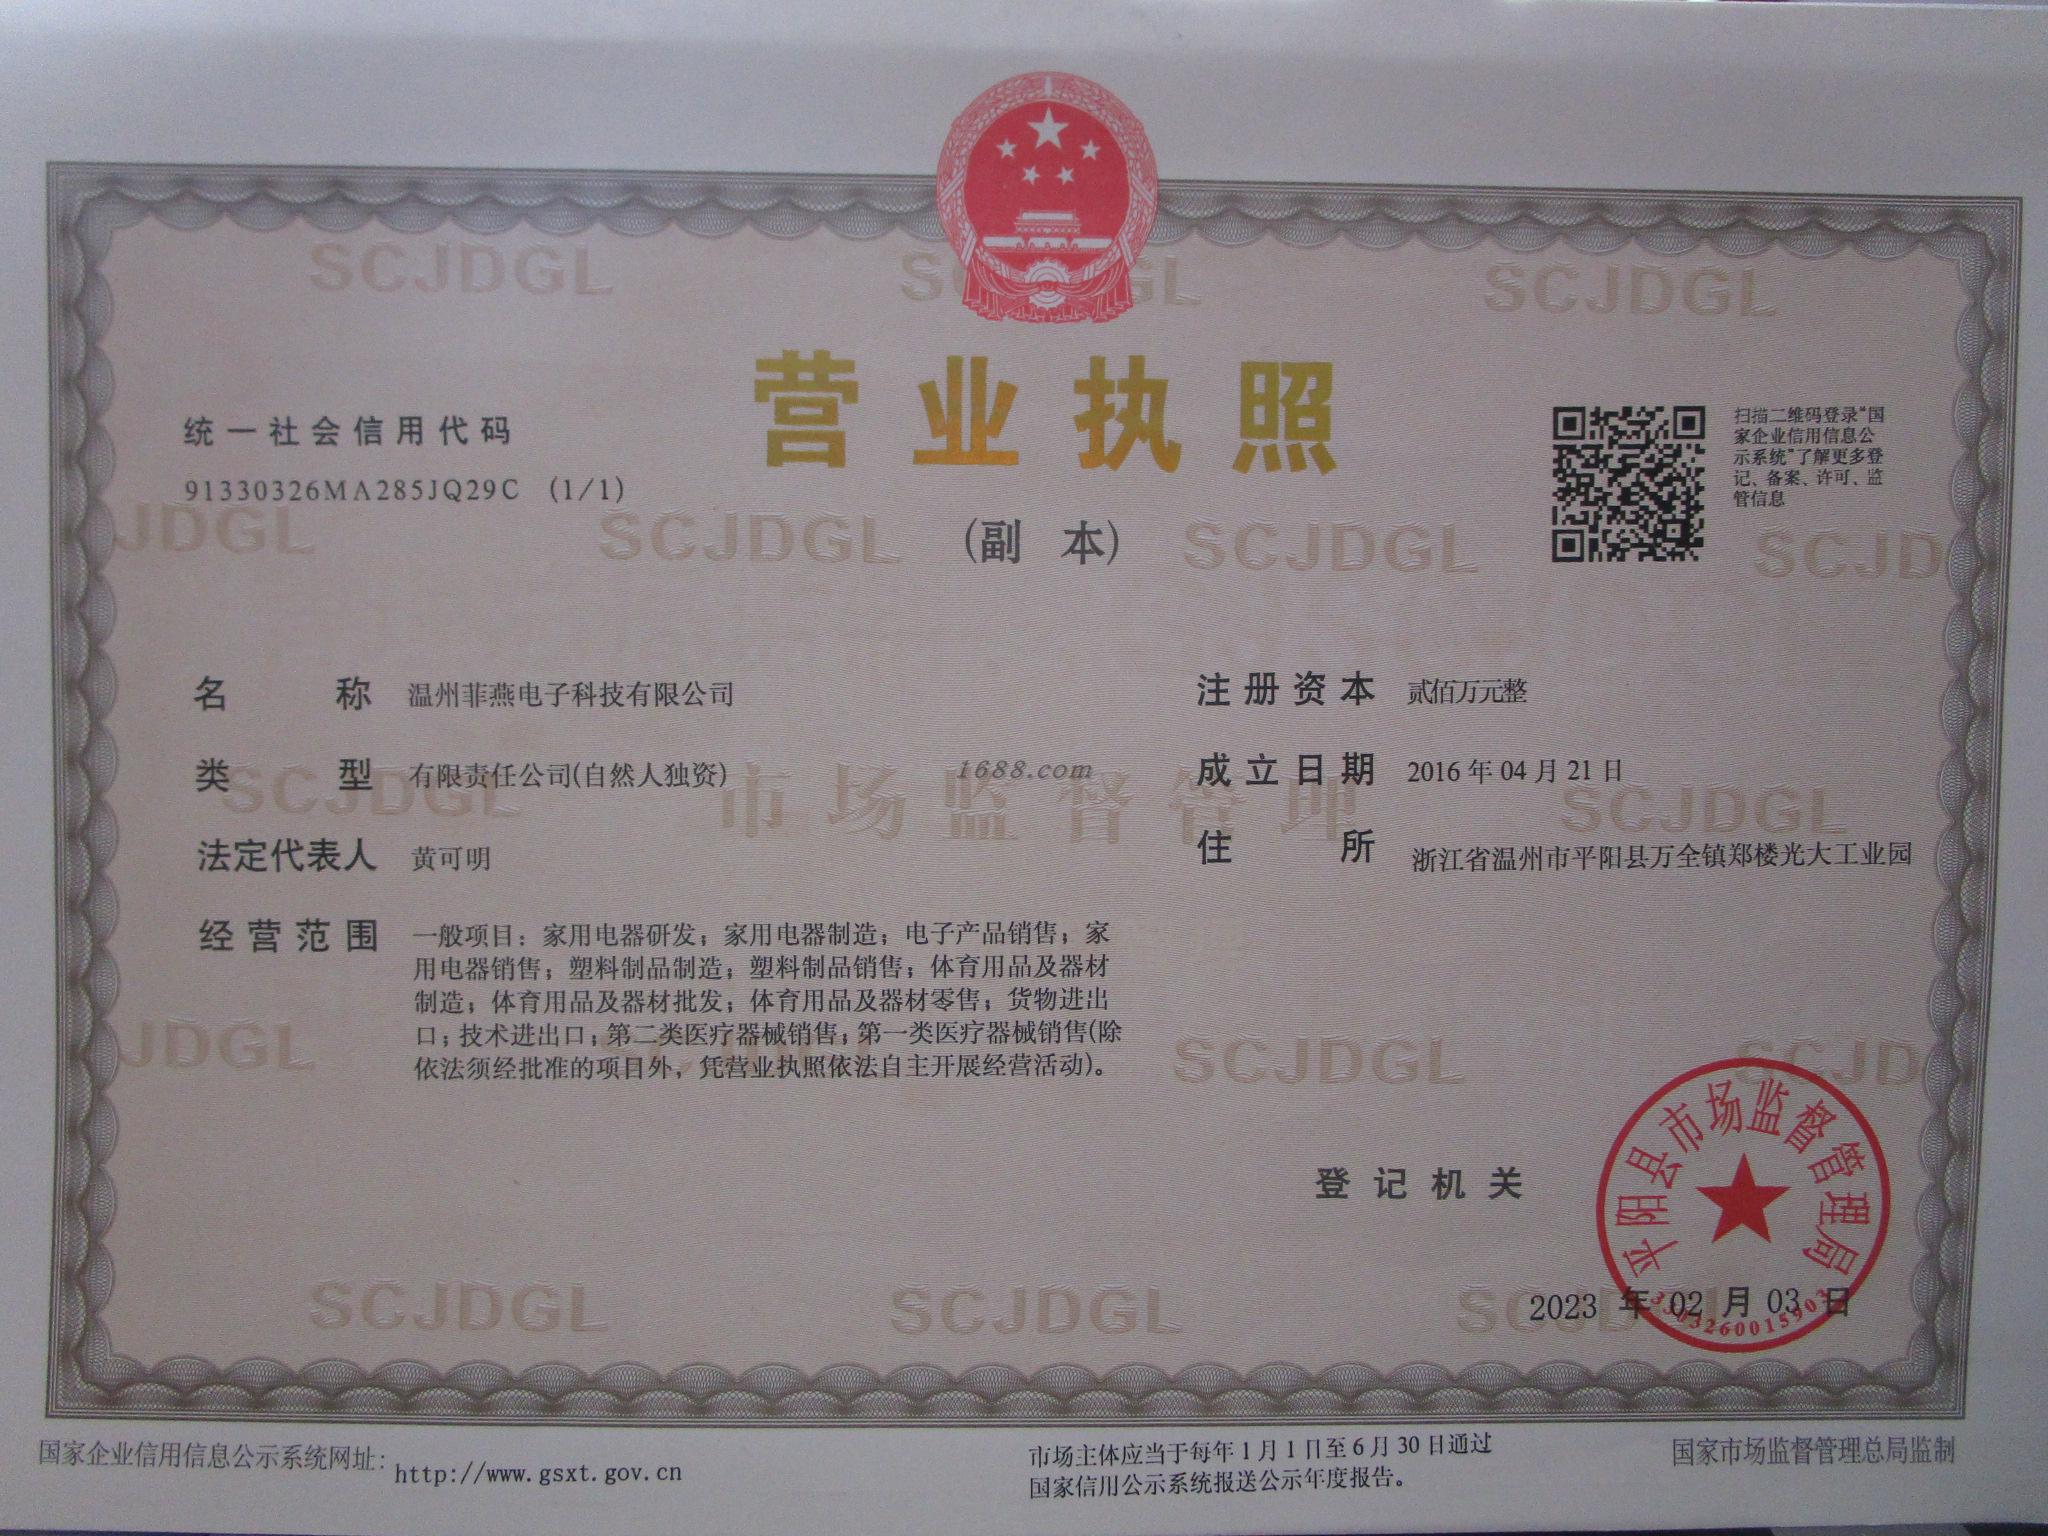 SCJDGL
SCJDGL
SCJDGL
营业执照
统一社会信用代码
91330326MA285JQ29C (1/1)
扫描二维码登录“国
家企业信用信息公
示系统”了解更多登
记、备案、许可、监
管信息
(副 本)
JDGL
SCJDGL
SCJDGL
SCJD
名 称 温州菲燕电子科技有限公司
注册资本 贰佰万元整
类 型 有限责任公司(自然人独资)
1688.com
成立日期 2016年04月21日
SCJDGL
市场监督管理
SCJDGL
法定代表人 黄可明
住 所 浙江省温州市平阳县万全镇郑楼光大工业园
经营范围 一般项目：家用电器研发；家用电器制造；电子产品销售；家
用电器销售；塑料制品制造；塑料制品销售；体育用品及器材
制造；体育用品及器材批发；体育用品及器材零售；货物进出
口；技术进出口；第二类医疗器械销售；第一类医疗器械销售(除
依法须经批准的项目外，凭营业执照依法自主开展经营活动)。
JDGL
SCJDGL
SCJD
登记机关
平阳县市场监督管理局
2023 年 02 月 03 日
SCJDGL
SCJDGL
国家企业信用信息公示系统网址：http://www.gsxt.gov.cn
市场主体应当于每年1月1日至6月30日通过
国家信用公示系统报送公示年度报告。
国家市场监督管理总局监制